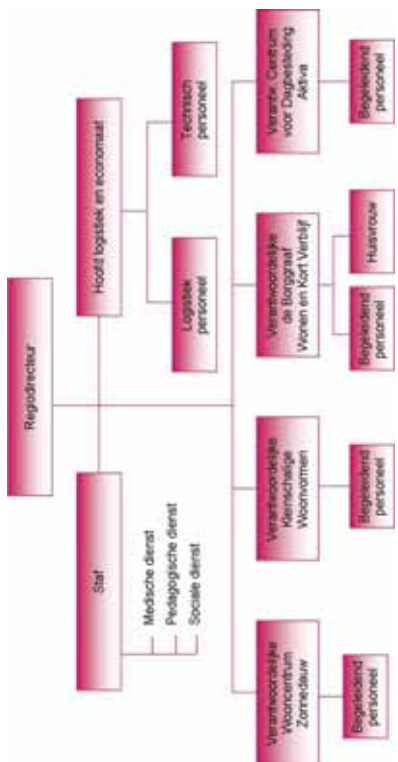 Regiodirecteur
Staf
Hoofd logistiek en economaat
Medische dienst
Pedagogische dienst
Sociale dienst
Logistiek
personeel
Technisch
personeel
Verantwoordelijke
Wooncentrum
Zonnedauw
Verantwoordelijke
Kleinschalige
Woonvormen
Verantwoordelijke
de Borggraaf
Wonen en Kort Verblijf
Verantw. Centrum
voor Dagbesteding
Aktiva
Begeleidend
personeel
Begeleidend
personeel
Begeleidend
personeel
Huisvrouw
Begeleidend
personeel